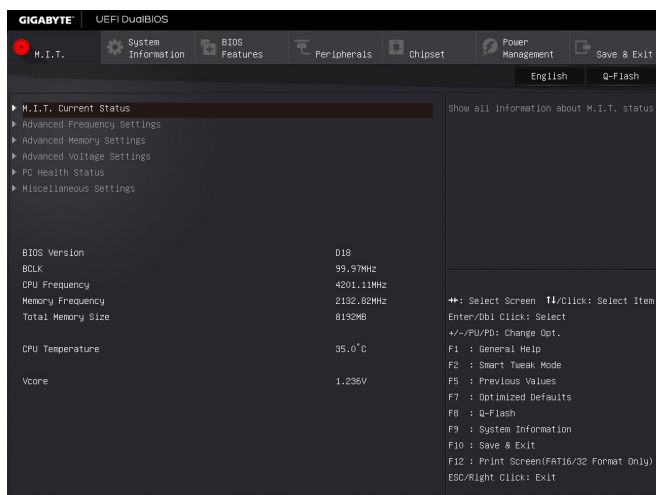 GIGABYTE™ UEFI DualBIOS
M.I.T.
System Information
BIOS Features
Peripherals
Chipset
Power Management
Save & Exit
English Q-Flash
M.I.T. Current Status
Advanced Frequency Settings
Advanced Memory Settings
Advanced Voltage Settings
PC Health Status
Miscellaneous Settings
BIOS Version D18
BCLK 99.97MHz
CPU Frequency 4201.11MHz
Memory Frequency 2132.82MHz
Total Memory Size 8192MB
CPU Temperature 35.0°C
Vcore 1.236V
Show all information about M.I.T. status
→←: Select Screen ↑↓/Click: Select Item
Enter/Dbl Click: Select
+/-/PU/PD: Change Opt.
F1 : General Help
F2 : Smart Tweak Mode
F5 : Previous Values
F7 : Optimized Defaults
F8 : Q-Flash
F9 : System Information
F10 : Save & Exit
F12 : Print Screen(FAT16/32 Format Only)
ESC/Right Click: Exit